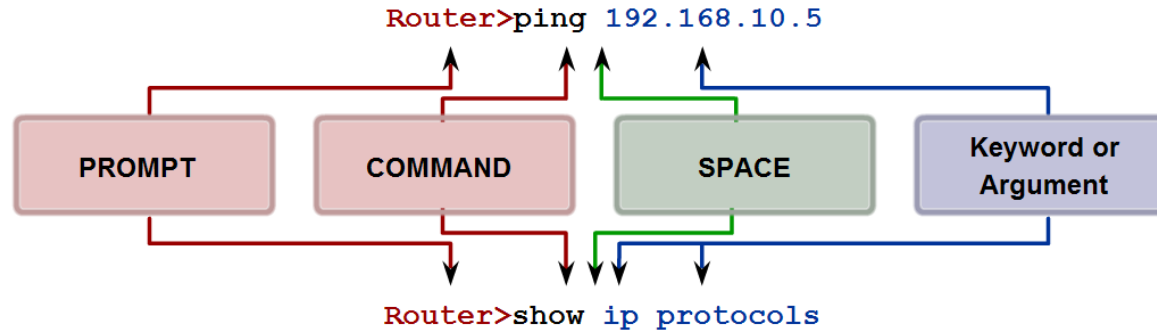 Router>ping 192.168.10.5
PROMPT
COMMAND
SPACE
Keyword or
Argument
Router>show ip protocols